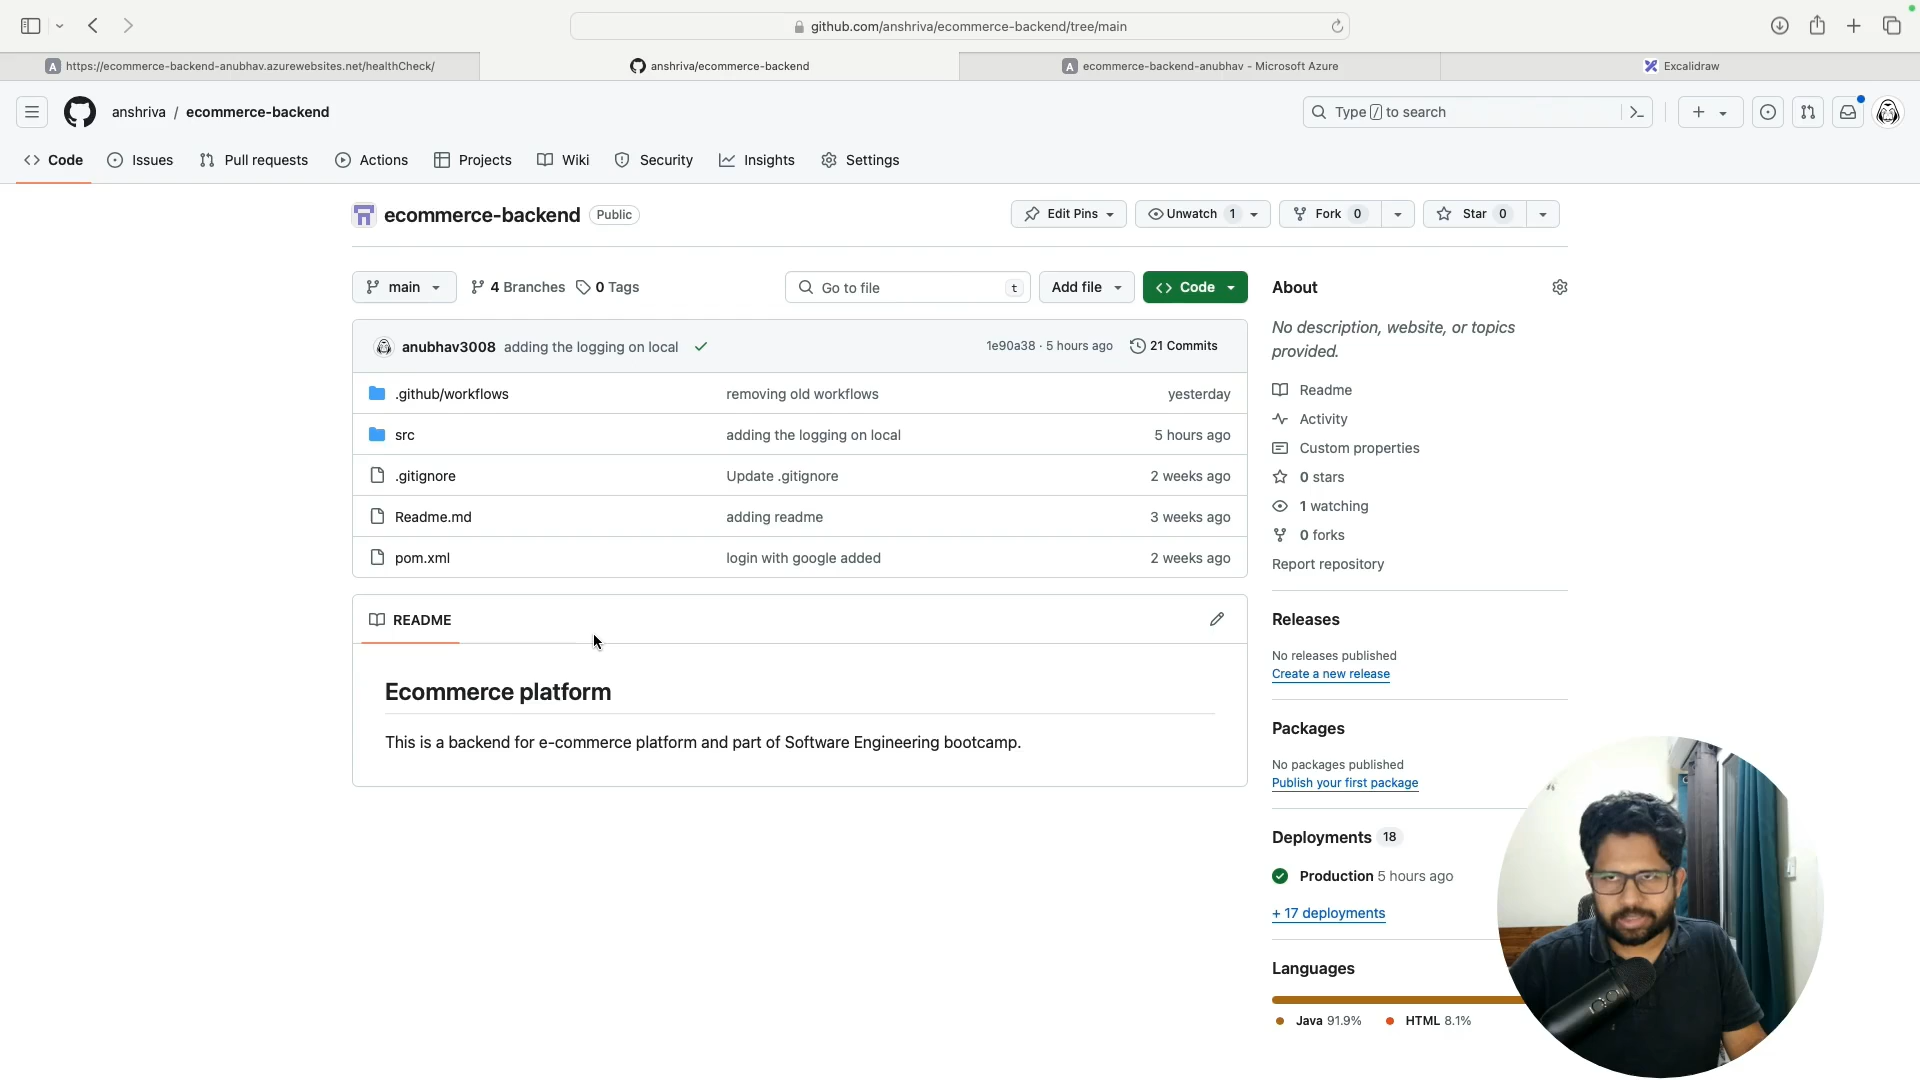 github.com/anshriva/ecommerce-backend/tree/main
A https://ecommerce-backend-anubhav.azurewebsites.net/healthCheck/
anshriva/ecommerce-backend
A ecommerce-backend-anubhav - Microsoft Azure
Excalidraw
anshriva / ecommerce-backend
Type / to search
Code Issues Pull requests Actions Projects Wiki Security Insights Settings
ecommerce-backend Public
Edit Pins Unwatch 1 Fork 0 Star 0
main 4 Branches 0 Tags
Go to file t Add file Code
anubhav3008 adding the logging on local 1e90a38 · 5 hours ago 21 Commits
.github/workflows removing old workflows yesterday
src adding the logging on local 5 hours ago
.gitignore Update .gitignore 2 weeks ago
Readme.md adding readme 3 weeks ago
pom.xml login with google added 2 weeks ago
README
Ecommerce platform
This is a backend for e-commerce platform and part of Software Engineering bootcamp.
About
No description, website, or topics
provided.
Readme
Activity
Custom properties
0 stars
1 watching
0 forks
Report repository
Releases
No releases published
Create a new release
Packages
No packages published
Publish your first package
Deployments 18
Production 5 hours ago
+ 17 deployments
Languages
Java 91.9% HTML 8.1%